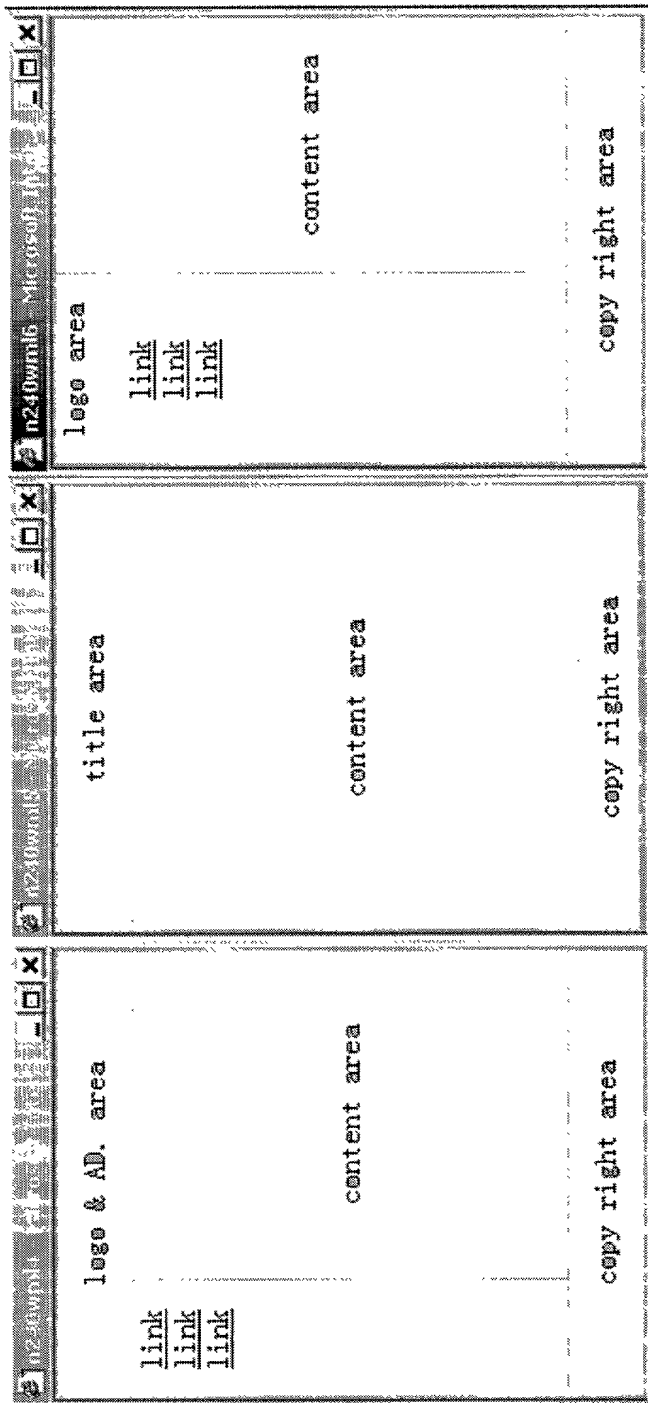 logo & AD. area
link
link
link
content area
copy right area
title area
content area
copy right area
n240wml6 - Microsoft
logo area
link
link
link
content area
copy right area